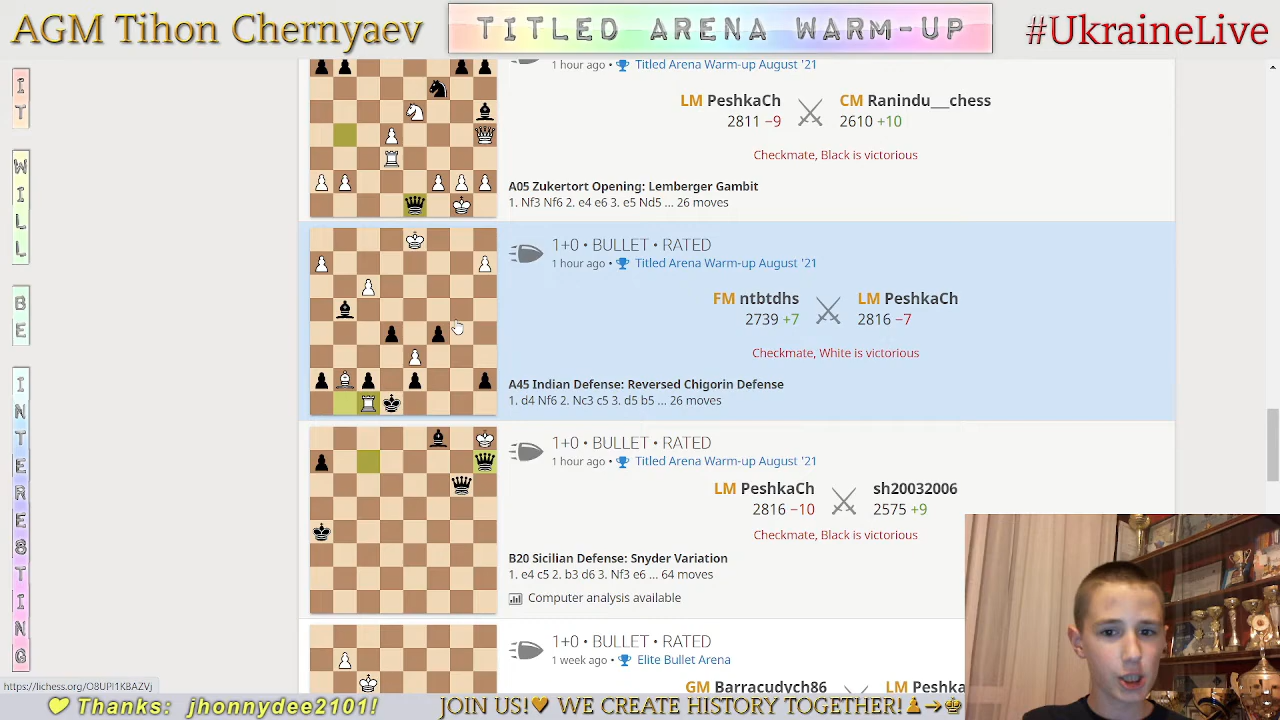 AGM Tihon Chernyaev
TITLED ARENA WARM-UP
#UkraineLive
IT WILL BE INTERE8TING
1 hour ago • Titled Arena Warm-up August '21
LM PeshkaCh CM Ranindu___chess
2811 −9 2610 +10
Checkmate, Black is victorious
A05 Zukertort Opening: Lemberger Gambit
1. Nf3 Nf6 2. e4 e6 3. e5 Nd5 ... 26 moves
1+0 • BULLET • RATED
1 hour ago • Titled Arena Warm-up August '21
FM ntbtdhs LM PeshkaCh
2739 +7 2816 −7
Checkmate, White is victorious
A45 Indian Defense: Reversed Chigorin Defense
1. d4 Nf6 2. Nc3 c5 3. d5 b5 ... 26 moves
1+0 • BULLET • RATED
1 hour ago • Titled Arena Warm-up August '21
LM PeshkaCh sh20032006
2816 −10 2575 +9
Checkmate, Black is victorious
B20 Sicilian Defense: Snyder Variation
1. e4 c5 2. b3 d6 3. Nf3 e6 ... 64 moves
Computer analysis available
1+0 • BULLET • RATED
1 week ago • Elite Bullet Arena
GM Barracudych86 LM Peshka
https://lichess.org/O8UPl1KBAZVj
Thanks: jhonnydee2101!
JOIN US! WE CREATE HISTORY TOGETHER!